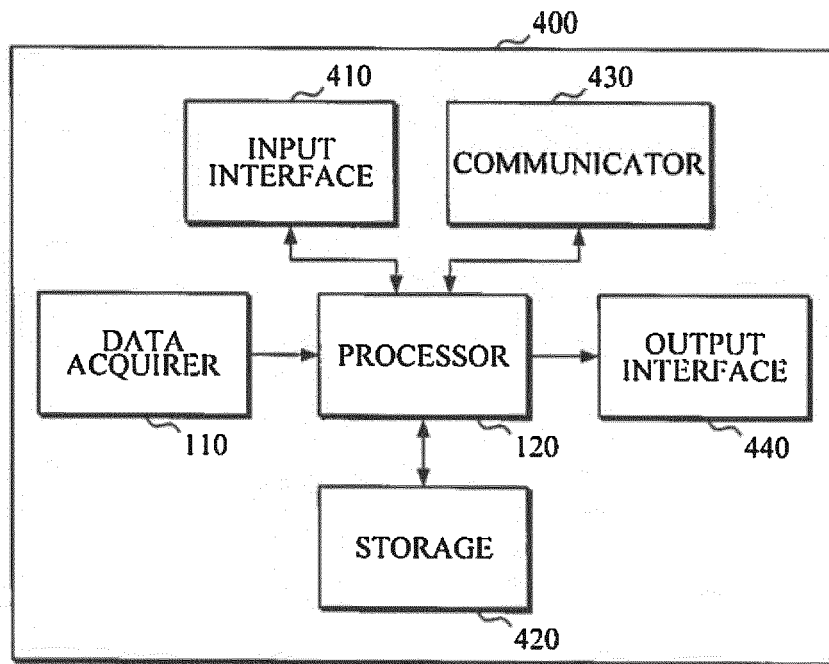 400
410
430
INPUT
INTERFACE
COMMUNICATOR
DATA
ACQUIRER
PROCESSOR
OUTPUT
INTERFACE
110
120
440
STORAGE
420